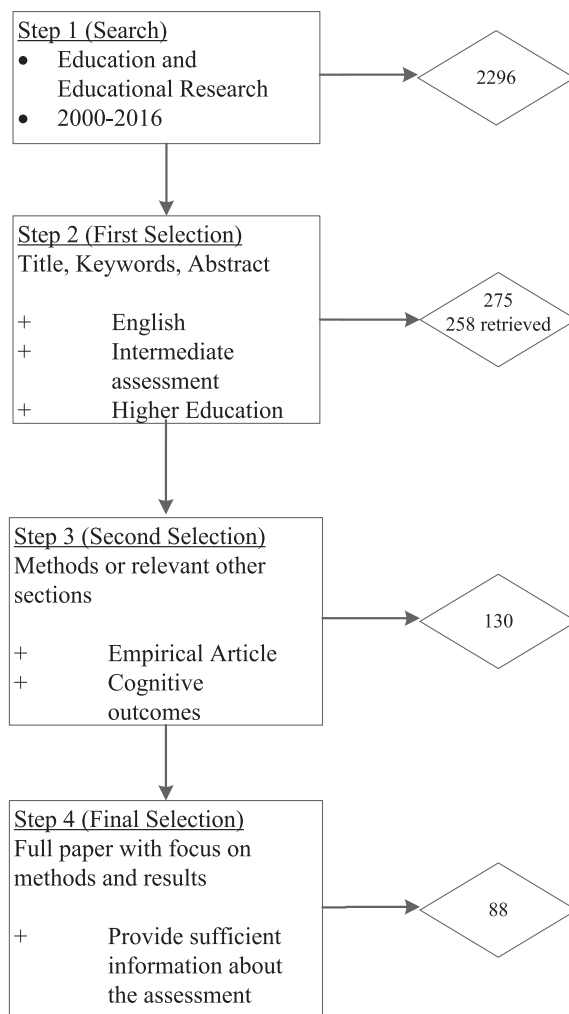 Step 1 (Search)
• Education and
Educational Research
• 2000-2016
2296
Step 2 (First Selection)
Title, Keywords, Abstract
+ English
+ Intermediate
assessment
+ Higher Education
275
258 retrieved
Step 3 (Second Selection)
Methods or relevant other
sections
+ Empirical Article
+ Cognitive
outcomes
130
Step 4 (Final Selection)
Full paper with focus on
methods and results
+ Provide sufficient
information about
the assessment
88